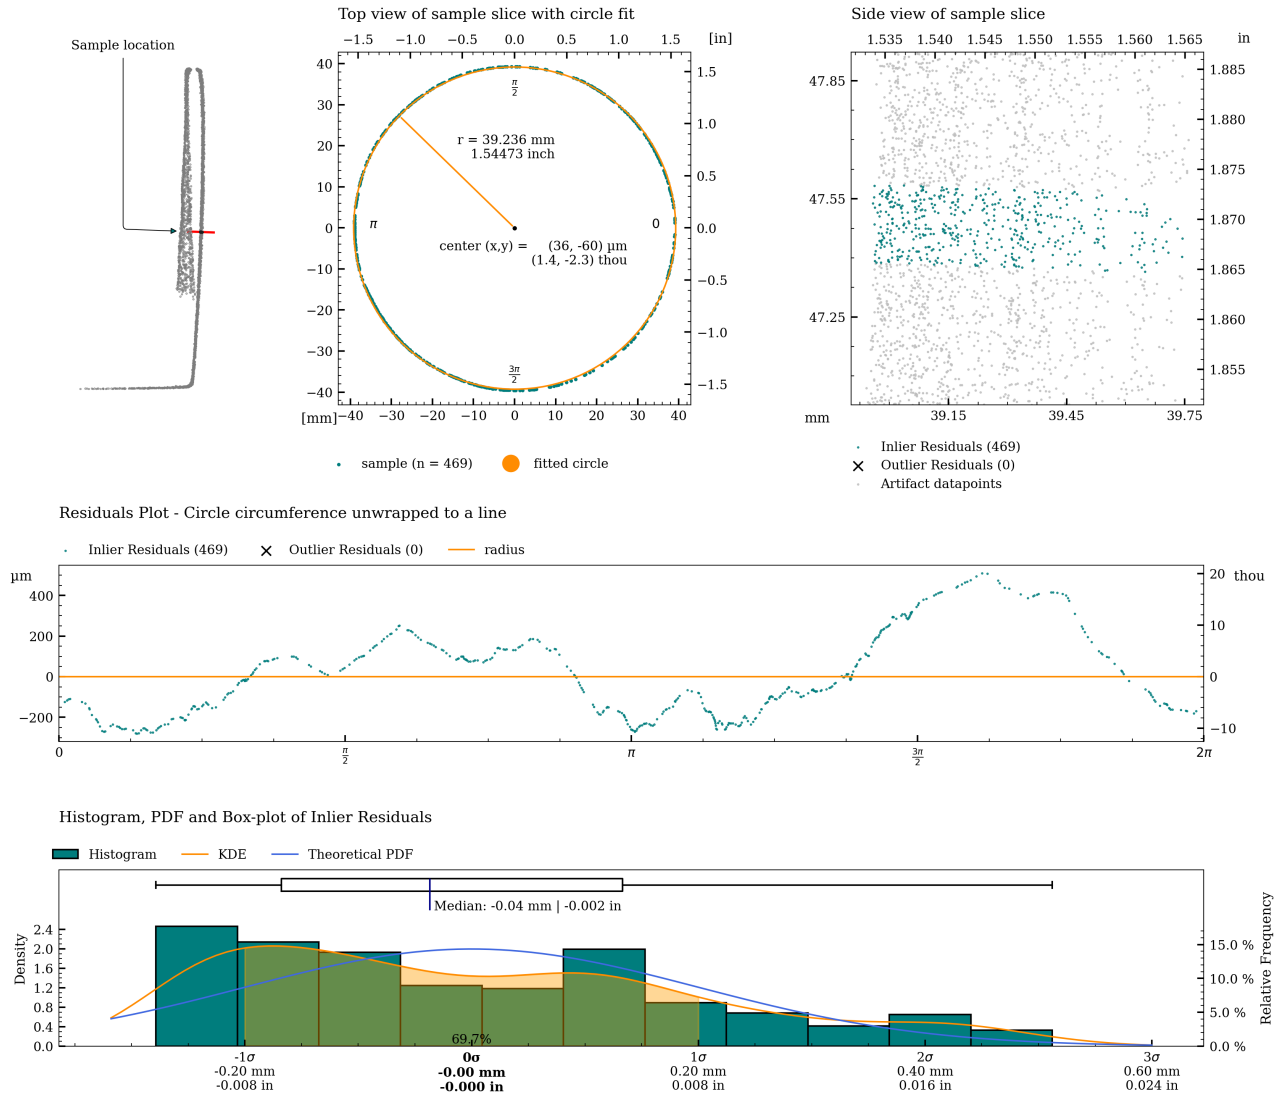 Sample location
Top view of sample slice with circle fit
−1.5 −1.0 −0.5 0.0 0.5 1.0 1.5 [in]
40
30
20
10
0
−10
−20
−30
−40
1.5
1.0
0.5
0.0
−0.5
−1.0
−1.5
π/2
r = 39.236 mm
1.54473 inch
π
0
center (x,y) = (36, -60) µm
(1.4, -2.3) thou
3π/2
[mm] −40 −30 −20 −10 0 10 20 30 40
sample (n = 469) fitted circle
Side view of sample slice
1.535 1.540 1.545 1.550 1.555 1.560 1.565 in
47.85
47.55
47.25
1.885
1.880
1.875
1.870
1.865
1.860
1.855
mm 39.15 39.45 39.75
Inlier Residuals (469)
Outlier Residuals (0)
Artifact datapoints
Residuals Plot - Circle circumference unwrapped to a line
Inlier Residuals (469) Outlier Residuals (0) radius
µm
400
200
0
−200
20 thou
10
0
−10
0 π/2 π 3π/2 2π
Histogram, PDF and Box-plot of Inlier Residuals
Histogram KDE Theoretical PDF
Median: -0.04 mm | -0.002 in
Density
2.4
2.0
1.6
1.2
0.8
0.4
0.0
Relative Frequency
15.0 %
10.0 %
5.0 %
0.0 %
69.7%
-1σ 0σ 1σ 2σ 3σ
-0.20 mm -0.00 mm 0.20 mm 0.40 mm 0.60 mm
-0.008 in -0.000 in 0.008 in 0.016 in 0.024 in